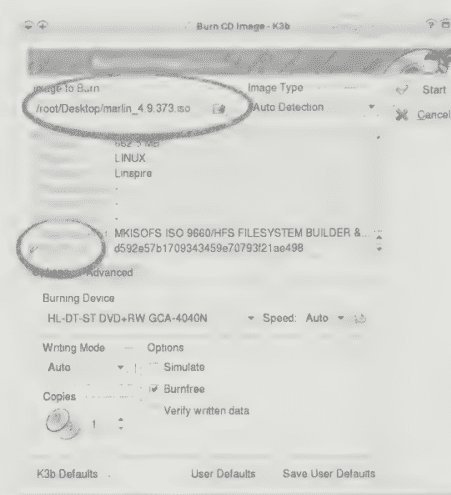 Burn CD Image - K3b
Image to Burn
Image Type
Start
/root/Desktop/marlin_4.9.373.iso
Auto Detection
Cancel
662.5 MB
LINUX
Linspire
MKISOFS ISO 9660/HFS FILESYSTEM BUILDER &...
d592e57b1709343459e70793f21ae498
Advanced
Burning Device
HL-DT-ST DVD+RW GCA-4040N
Speed: Auto
Writing Mode
Options
Auto
Simulate
Burnfree
Copies
Verify written data
1
K3b Defaults
User Defaults
Save User Defaults